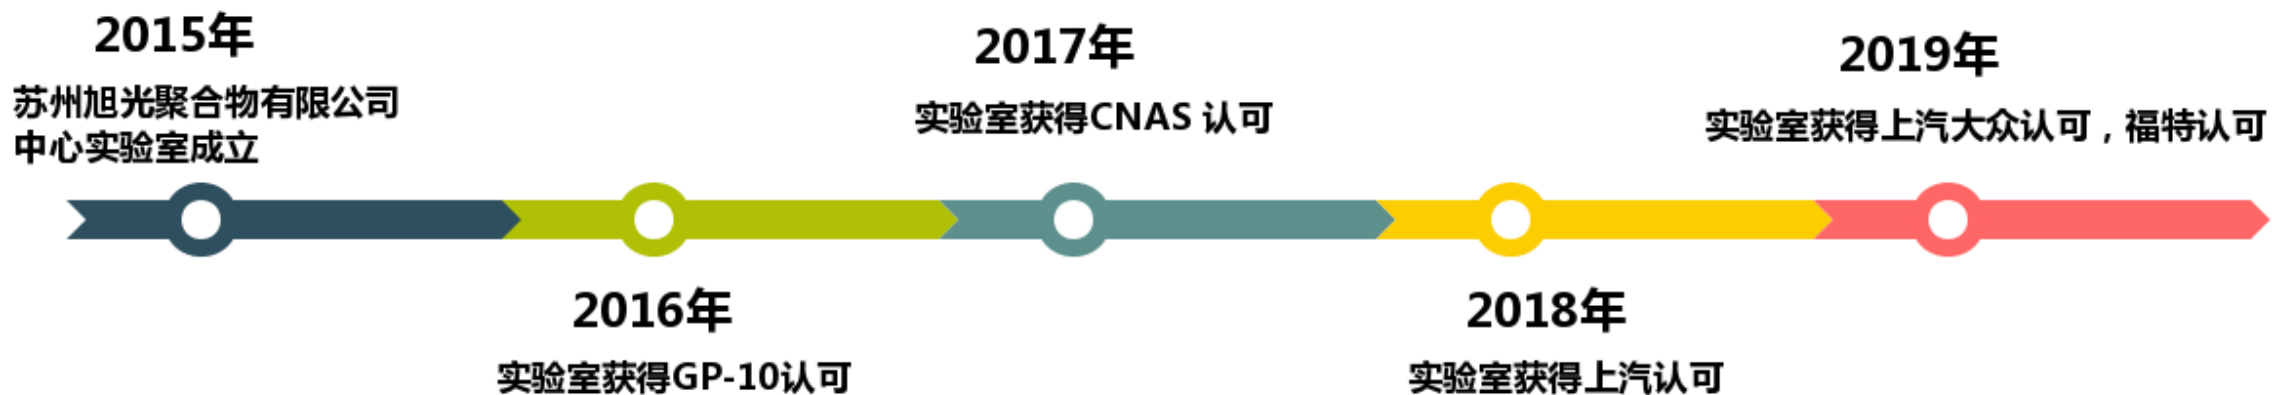 2015年
苏州旭光聚合物有限公司
中心实验室成立
2016年
实验室获得GP-10认可
2017年
实验室获得CNAS 认可
2018年
实验室获得上汽认可
2019年
实验室获得上汽大众认可，福特认可